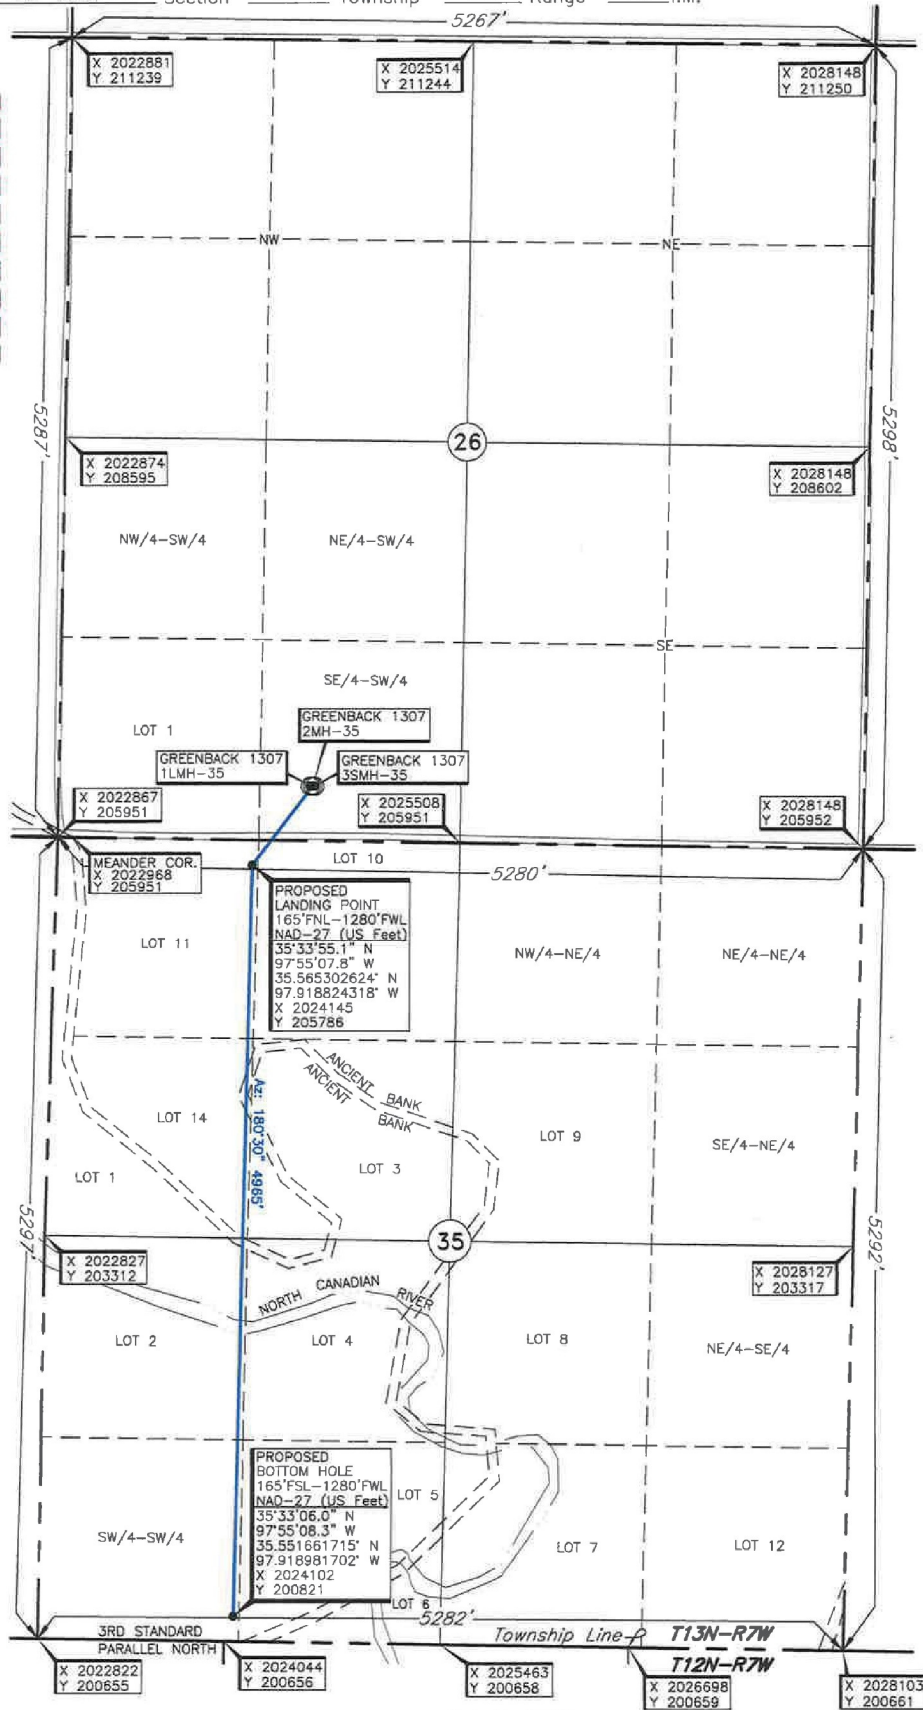 Section Township Range
5267'
X 2022881
Y 211239
X 2025514
Y 211244
X 2028148
Y 211250
NW
NE
5287'
26
5298'
X 2022874
Y 208595
X 2028148
Y 208602
NW/4-SW/4
NE/4-SW/4
SE
SE/4-SW/4
LOT 1
GREENBACK 1307
2MH-35
GREENBACK 1307
1LMH-35
GREENBACK 1307
3SMH-35
X 2022867
Y 205951
X 2025508
Y 205951
X 2028148
Y 205952
MEANDER COR.
X 2022968
Y 205951
LOT 10
5280'
PROPOSED
LANDING POINT
165'FNL-1280'FWL
NAD-27 (US Feet)
35°33'55.1" N
97°55'07.8" W
35.565302624° N
97.918824318° W
X 2024145
Y 205786
LOT 11
NW/4-NE/4
NE/4-NE/4
ANCIENT
BANK
ANCIENT
BANK
AZ: 180°30" 4965'
LOT 14
LOT 9
SE/4-NE/4
LOT 1
LOT 3
5297'
35
5292'
X 2022827
Y 203312
X 2028127
Y 203317
NORTH CANADIAN RIVER
LOT 2
LOT 4
LOT 8
NE/4-SE/4
PROPOSED
BOTTOM HOLE
165'FSL-1280'FWL
NAD-27 (US Feet)
35°33'06.0" N
97°55'08.3" W
35.551661715° N
97.918981702° W
X 2024102
Y 200821
LOT 5
SW/4-SW/4
LOT 7
LOT 12
LOT 6
5282'
3RD STANDARD
PARALLEL NORTH
Township Line
T13N-R7W
T12N-R7W
X 2022822
Y 200655
X 2024044
Y 200656
X 2025463
Y 200658
X 2026698
Y 200659
X 2028103
Y 200661